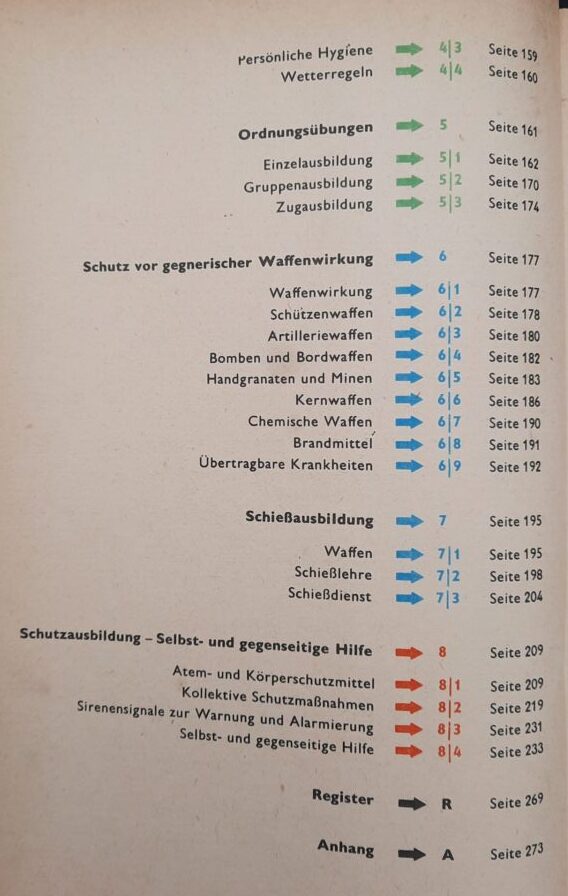 Persönliche Hygiene 4|3 Seite 159
Wetterregeln 4|4 Seite 160
Ordnungsübungen 5 Seite 161
Einzelausbildung 5|1 Seite 162
Gruppenausbildung 5|2 Seite 170
Zugausbildung 5|3 Seite 174
Schutz vor gegnerischer Waffenwirkung 6 Seite 177
Waffenwirkung 6|1 Seite 177
Schützenwaffen 6|2 Seite 178
Artilleriewaffen 6|3 Seite 180
Bomben und Bordwaffen 6|4 Seite 182
Handgranaten und Minen 6|5 Seite 183
Kernwaffen 6|6 Seite 186
Chemische Waffen 6|7 Seite 190
Brandmittel 6|8 Seite 191
Übertragbare Krankheiten 6|9 Seite 192
Schießausbildung 7 Seite 195
Waffen 7|1 Seite 195
Schießlehre 7|2 Seite 198
Schießdienst 7|3 Seite 204
Schutzausbildung – Selbst- und gegenseitige Hilfe 8 Seite 209
Atem- und Körperschutzmittel 8|1 Seite 209
Kollektive Schutzmaßnahmen 8|2 Seite 219
Sirenensignale zur Warnung und Alarmierung 8|3 Seite 231
Selbst- und gegenseitige Hilfe 8|4 Seite 233
Register R Seite 269
Anhang A Seite 273